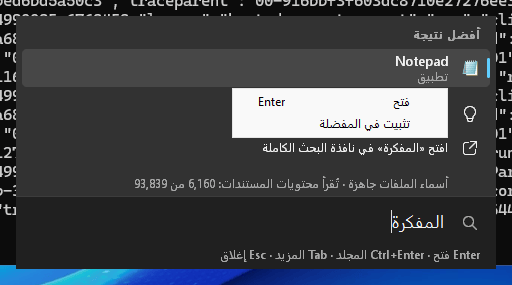 أفضل نتيجة
Notepad
تطبيق
فتح Enter
تثبيت في المفضلة
افتح «المفكرة» في نافذة البحث الكاملة
أسماء الملفات جاهزة · تُقرأ محتويات المستندات: 6,160 من 93,839
المفكرة
Enter فتح · Ctrl+Enter المجلد · Tab المزيد · Esc إغلاق